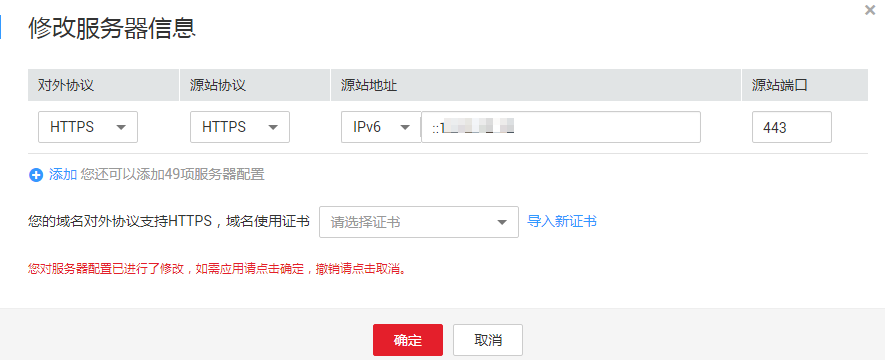 修改服务器信息
对外协议 源站协议 源站地址 源站端口
HTTPS HTTPS IPv6 ::1 443
添加 您还可以添加49项服务器配置
您的域名对外协议支持HTTPS，域名使用证书 请选择证书 导入新证书
您对服务器配置已进行了修改，如需应用请点击确定，撤销请点击取消。
确定 取消